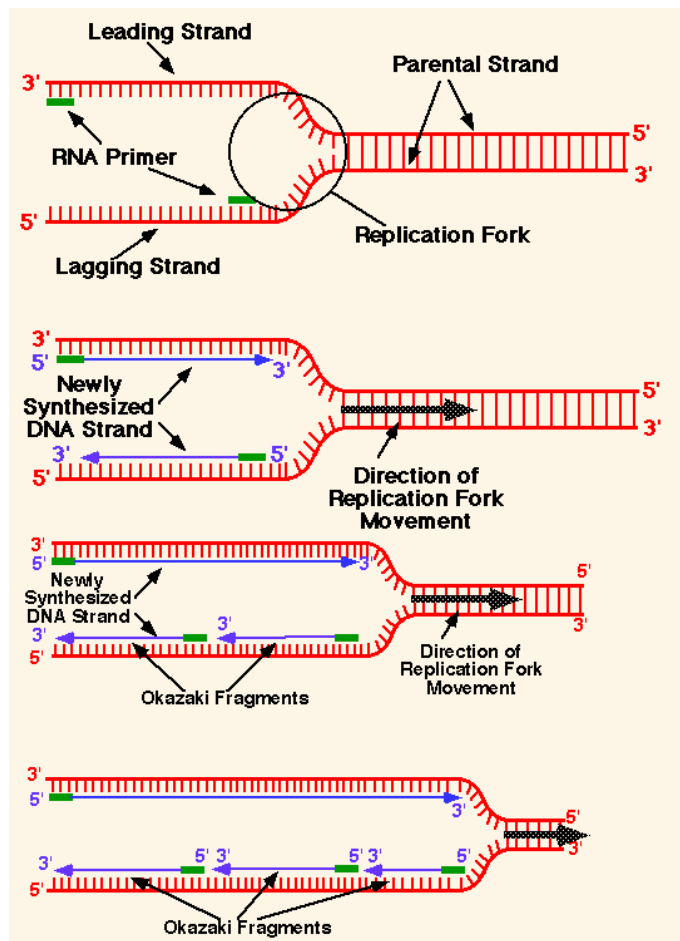 Leading Strand
3'
Parental Strand
5'
RNA Primer
3'
5'
Replication Fork
Lagging Strand
3'
5'
3'
Newly
Synthesized
DNA Strand
5'
3'
3'
5'
5'
Direction of
Replication Fork
Movement
3'
5'
3'
5'
Newly
Synthesized
DNA Strand
3'
3'
3'
5'
Direction of
Replication Fork
Movement
Okazaki Fragments
3'
5'
3'
5'
3'
3'
5'
3'
5'
3'
5'
5'
Okazaki Fragments